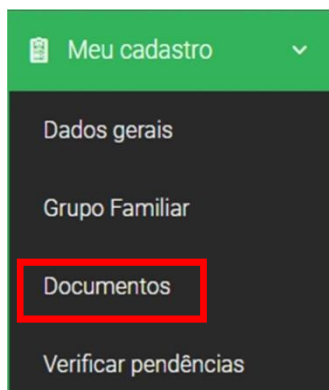 Meu cadastro
Dados gerais
Grupo Familiar
Documentos
Verificar pendências